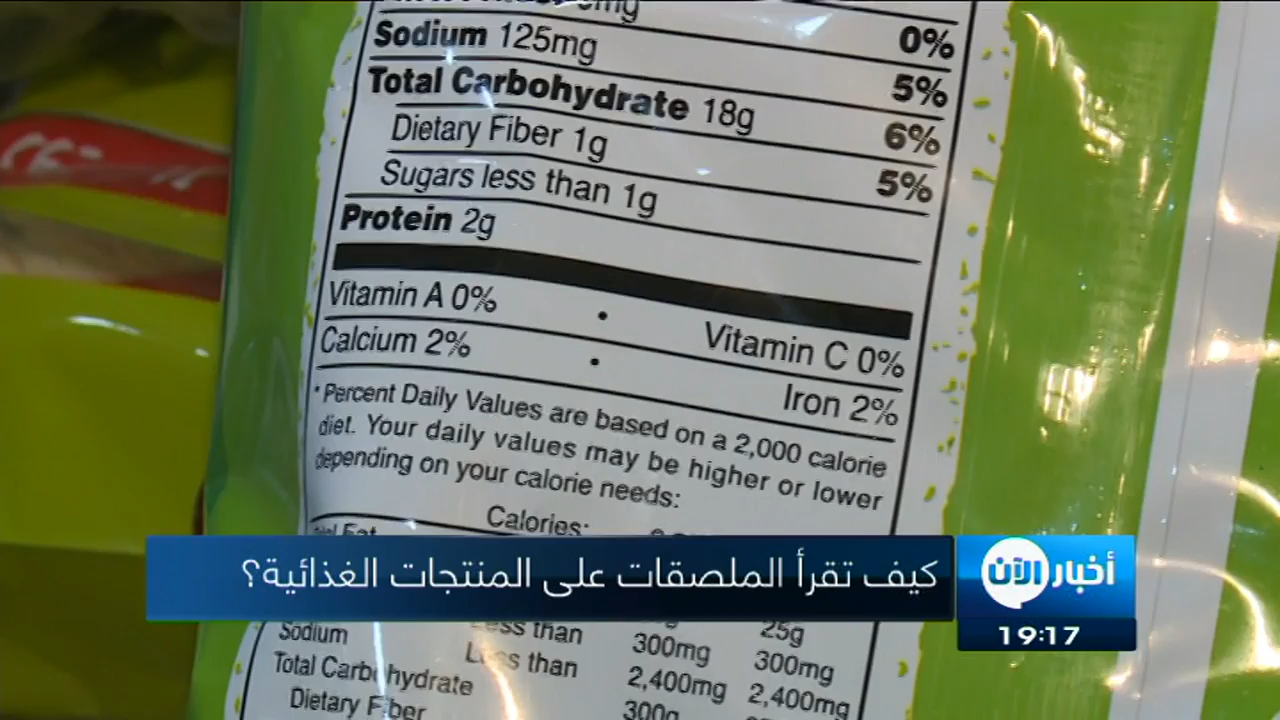 0%
Sodium 125mg 5%
Total Carbohydrate 18g 6%
Dietary Fiber 1g 5%
Sugars less than 1g
Protein 2g
Vitamin A 0% • Vitamin C 0%
Calcium 2% • Iron 2%
* Percent Daily Values are based on a 2,000 calorie
diet. Your daily values may be higher or lower
depending on your calorie needs:
Calories:
كيف تقرأ الملصقات على المنتجات الغذائية؟
أخبار الآن
19:17
25g
than 300mg 300mg
Sodium Less than 2,400mg 2,400mg
Total Carbohydrate 300g
Dietary Fiber